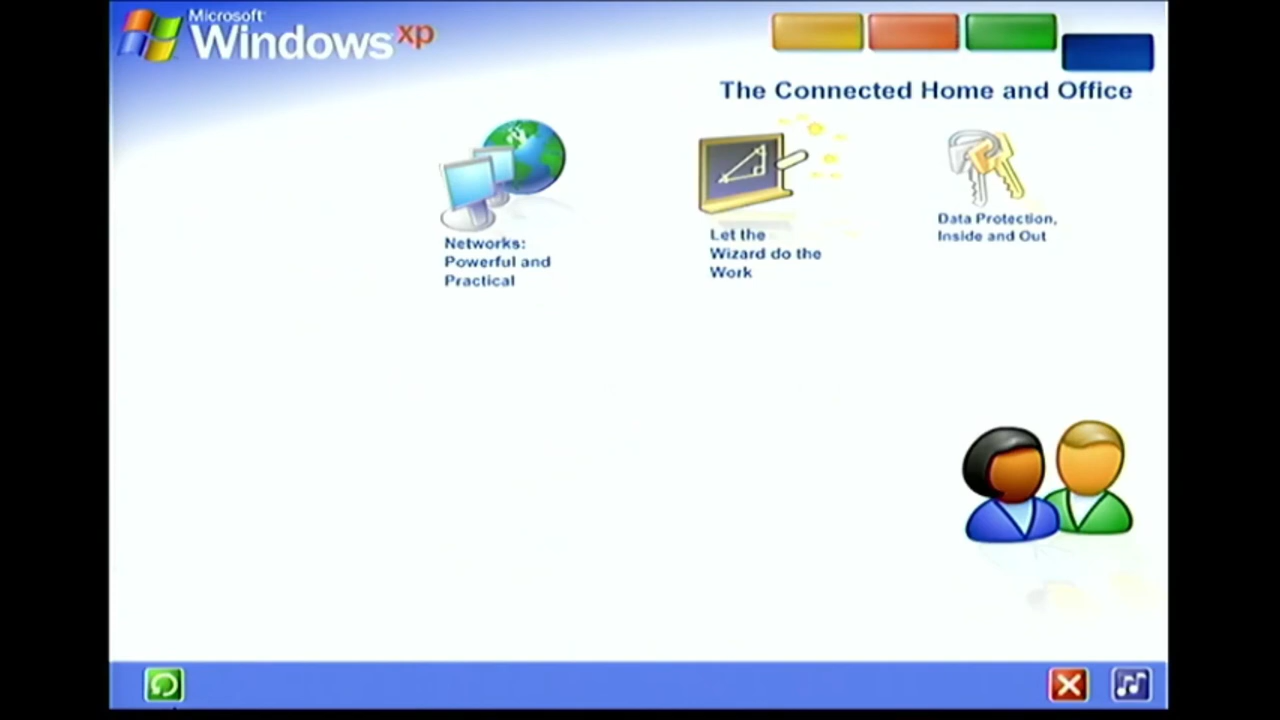 Microsoft
Windows xp
The Connected Home and Office
Networks:
Powerful and
Practical
Let the
Wizard do the
Work
Data Protection,
Inside and Out